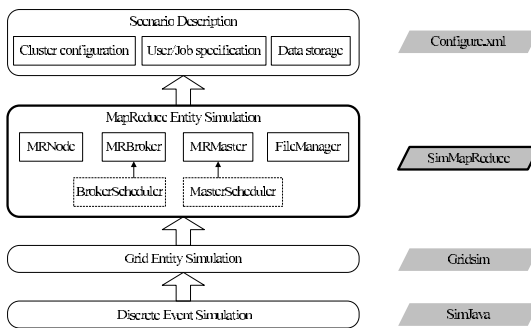 Scenario Description
Cluster configuration
User/Job specification
Data storage
Configure.xml
MapReduce Entity Simulation
MRNode
MRBroker
MRMaster
FileManager
SimMapReduce
BrokerScheduler
MasterScheduler
Grid Entity Simulation
Gridsim
Discrete Event Simulation
SimJava